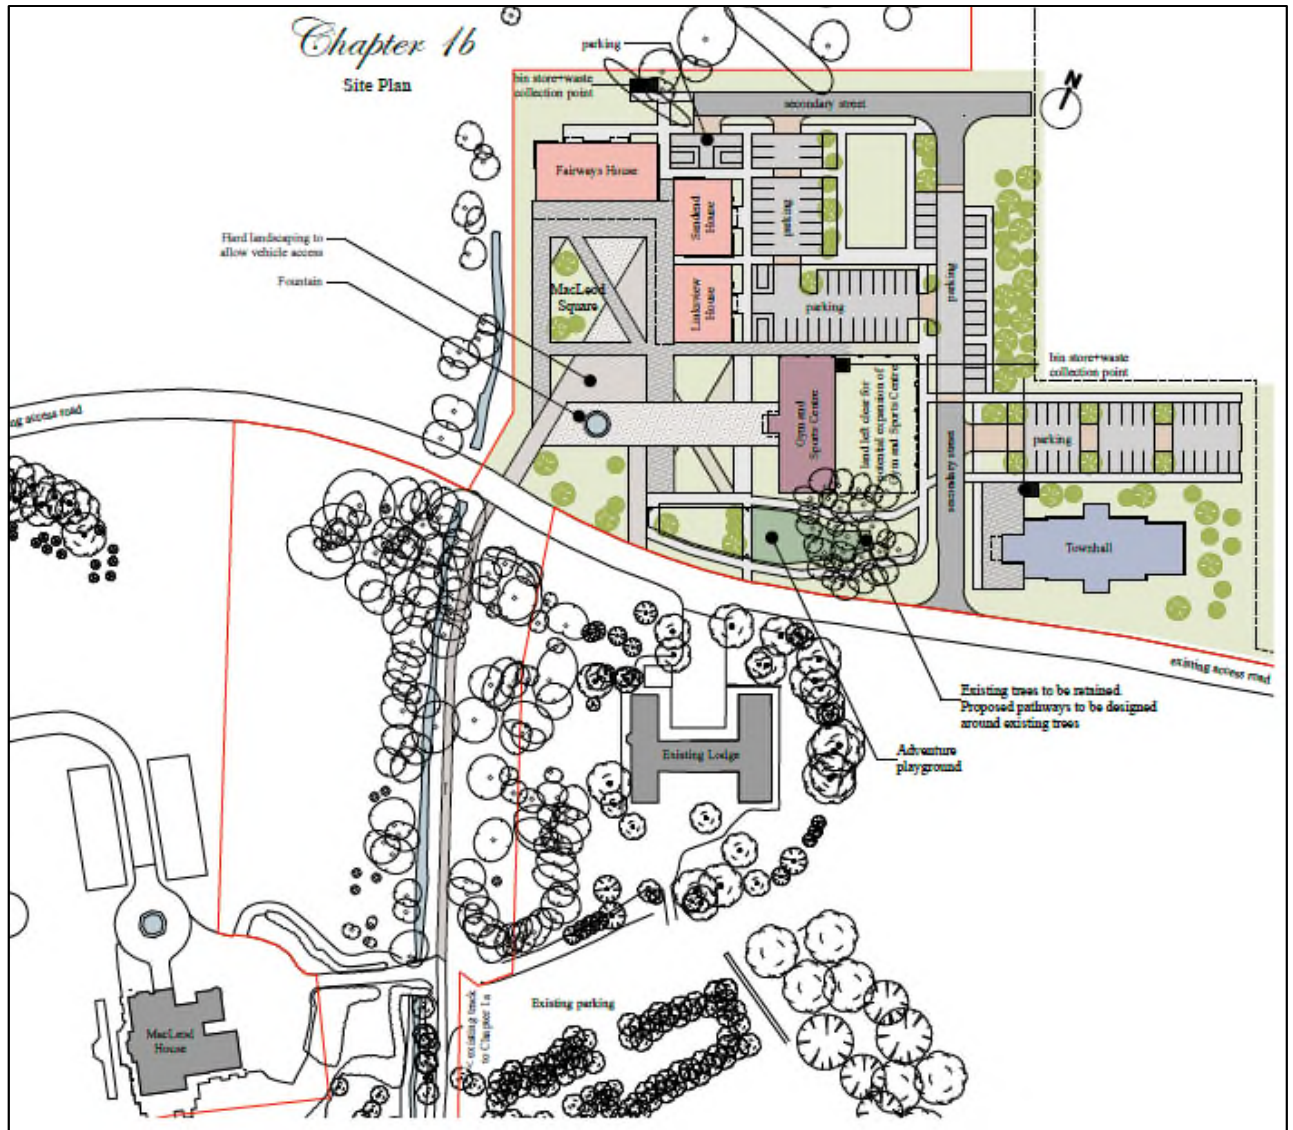 Chapter 1b
Site Plan
parking
bin store+waste
collection point
secondary street
N
Fairways House
Sandend
House
parking
Hard landscaping to
allow vehicle access
Fountain
MacLeod
Square
Linksview
House
parking
parking
bin store+waste
collection point
Gym and
Sports Centre
land left clear for
potential expansion of
Gym and Sports Centre
parking
secondary street
ng access road
Townhall
existing access road
Existing trees to be retained.
Proposed pathways to be designed
around existing trees
Adventure
playground
Existing Lodge
Existing parking
< existing track
to Chapter 1a
MacLeod
House